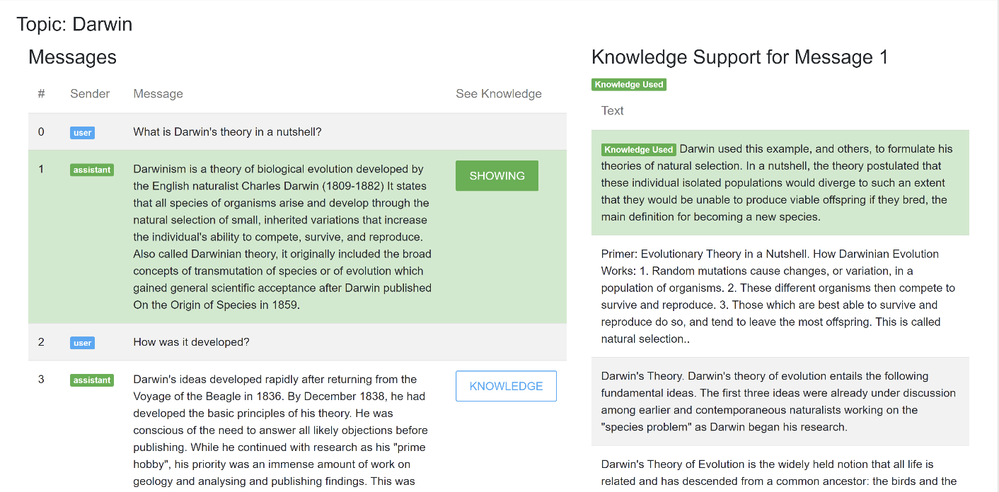 Topic: Darwin
Messages
# Sender Message See Knowledge
0 user What is Darwin's theory in a nutshell?
1 assistant Darwinism is a theory of biological evolution developed by
the English naturalist Charles Darwin (1809-1882) It states
that all species of organisms arise and develop through the
natural selection of small, inherited variations that increase
the individual's ability to compete, survive, and reproduce.
Also called Darwinian theory, it originally included the broad
concepts of transmutation of species or of evolution which
gained general scientific acceptance after Darwin published
On the Origin of Species in 1859.
SHOWING
2 user How was it developed?
3 assistant Darwin's ideas developed rapidly after returning from the
Voyage of the Beagle in 1836. By December 1838, he had
developed the basic principles of his theory. He was
conscious of the need to answer all likely objections before
publishing. While he continued with research as his "prime
hobby", his priority was an immense amount of work on
geology and analysing and publishing findings. This was
KNOWLEDGE
Knowledge Support for Message 1
Knowledge Used
Text
Knowledge Used Darwin used this example, and others, to formulate his
theories of natural selection. In a nutshell, the theory postulated that
these individual isolated populations would diverge to such an extent
that they would be unable to produce viable offspring if they bred, the
main definition for becoming a new species.
Primer: Evolutionary Theory in a Nutshell. How Darwinian Evolution
Works: 1. Random mutations cause changes, or variation, in a
population of organisms. 2. These different organisms then compete to
survive and reproduce. 3. Those which are best able to survive and
reproduce do so, and tend to leave the most offspring. This is called
natural selection..
Darwin's Theory. Darwin's theory of evolution entails the following
fundamental ideas. The first three ideas were already under discussion
among earlier and contemporaneous naturalists working on the
"species problem" as Darwin began his research.
Darwin's Theory of Evolution is the widely held notion that all life is
related and has descended from a common ancestor: the birds and the